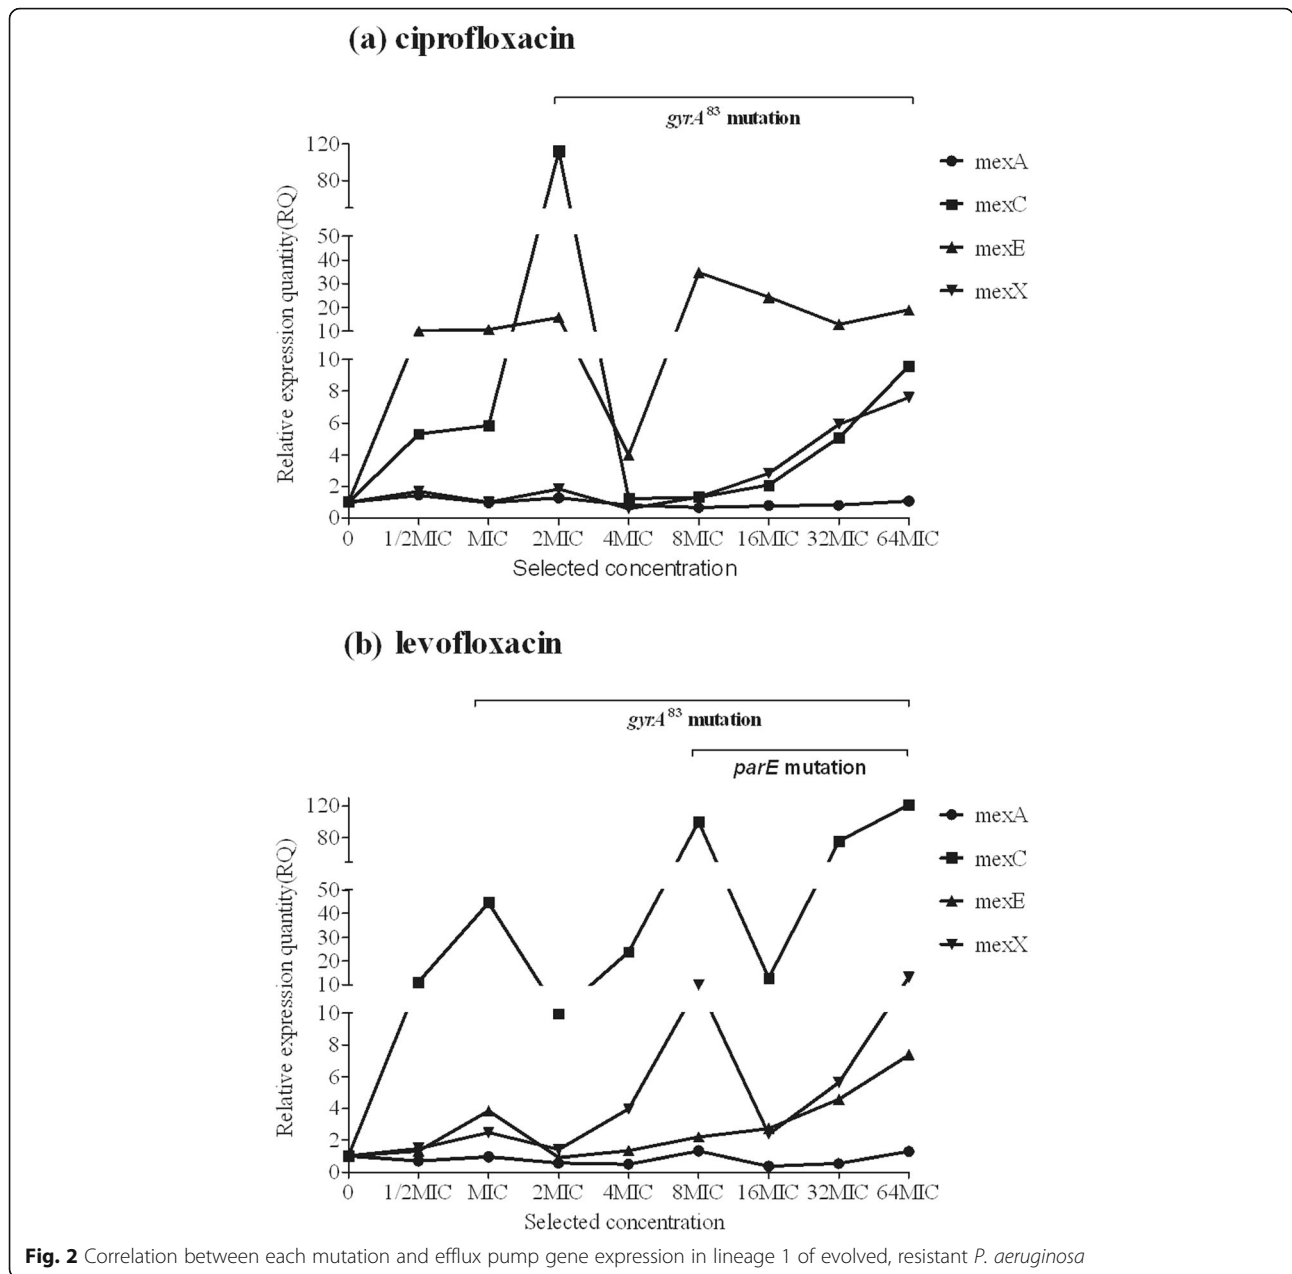 (a) ciprofloxacin
gyrA83 mutation
Relative expression quantity(RQ)
120
80
50
40
30
20
10
10
8
6
4
2
0
0 1/2MIC MIC 2MIC 4MIC 8MIC 16MIC 32MIC 64MIC
Selected concentration
mexA
mexC
mexE
mexX
(b) levofloxacin
gyrA83 mutation
parE mutation
Relative expression quantity(RQ)
120
80
50
40
30
20
10
10
8
6
4
2
0
0 1/2MIC MIC 2MIC 4MIC 8MIC 16MIC 32MIC 64MIC
Selected concentration
mexA
mexC
mexE
mexX
Fig. 2 Correlation between each mutation and efflux pump gene expression in lineage 1 of evolved, resistant P. aeruginosa